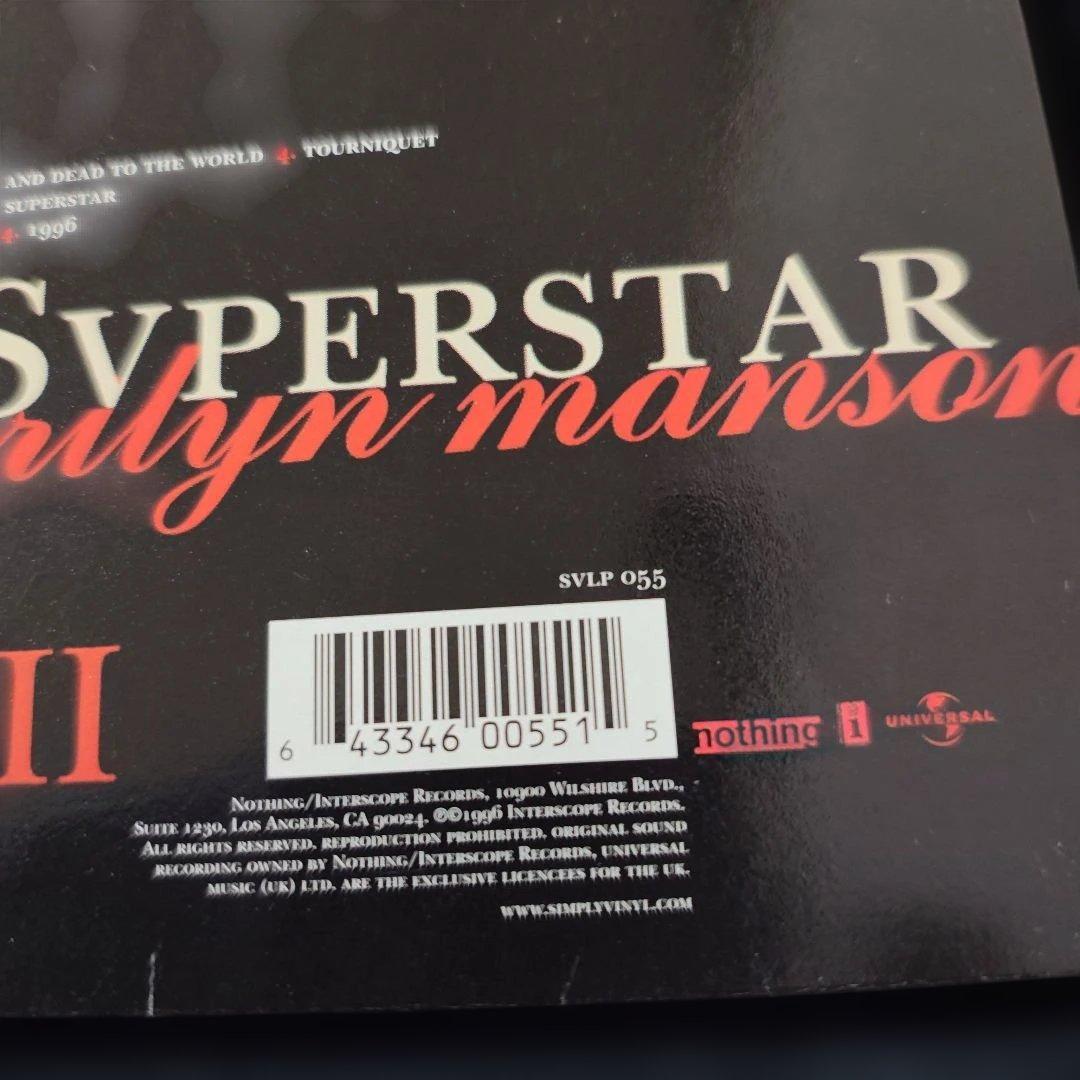 AND DEAD TO THE WORLD 4. TOURNIQUET
SUPERSTAR
4. 1996
SVPERSTAR
rilyn manson
II
SVLP 055
6 43346 00551 5
nothing i UNIVERSAL
NOTHING/INTERSCOPE RECORDS, 10900 WILSHIRE BLVD.,
SUITE 1230, LOS ANGELES, CA 90024. ℗©1996 INTERSCOPE RECORDS.
ALL RIGHTS RESERVED. REPRODUCTION PROHIBITED. ORIGINAL SOUND
RECORDING OWNED BY NOTHING/INTERSCOPE RECORDS, UNIVERSAL
MUSIC (UK) LTD. ARE THE EXCLUSIVE LICENCEES FOR THE UK.
WWW.SIMPLYVINYL.COM